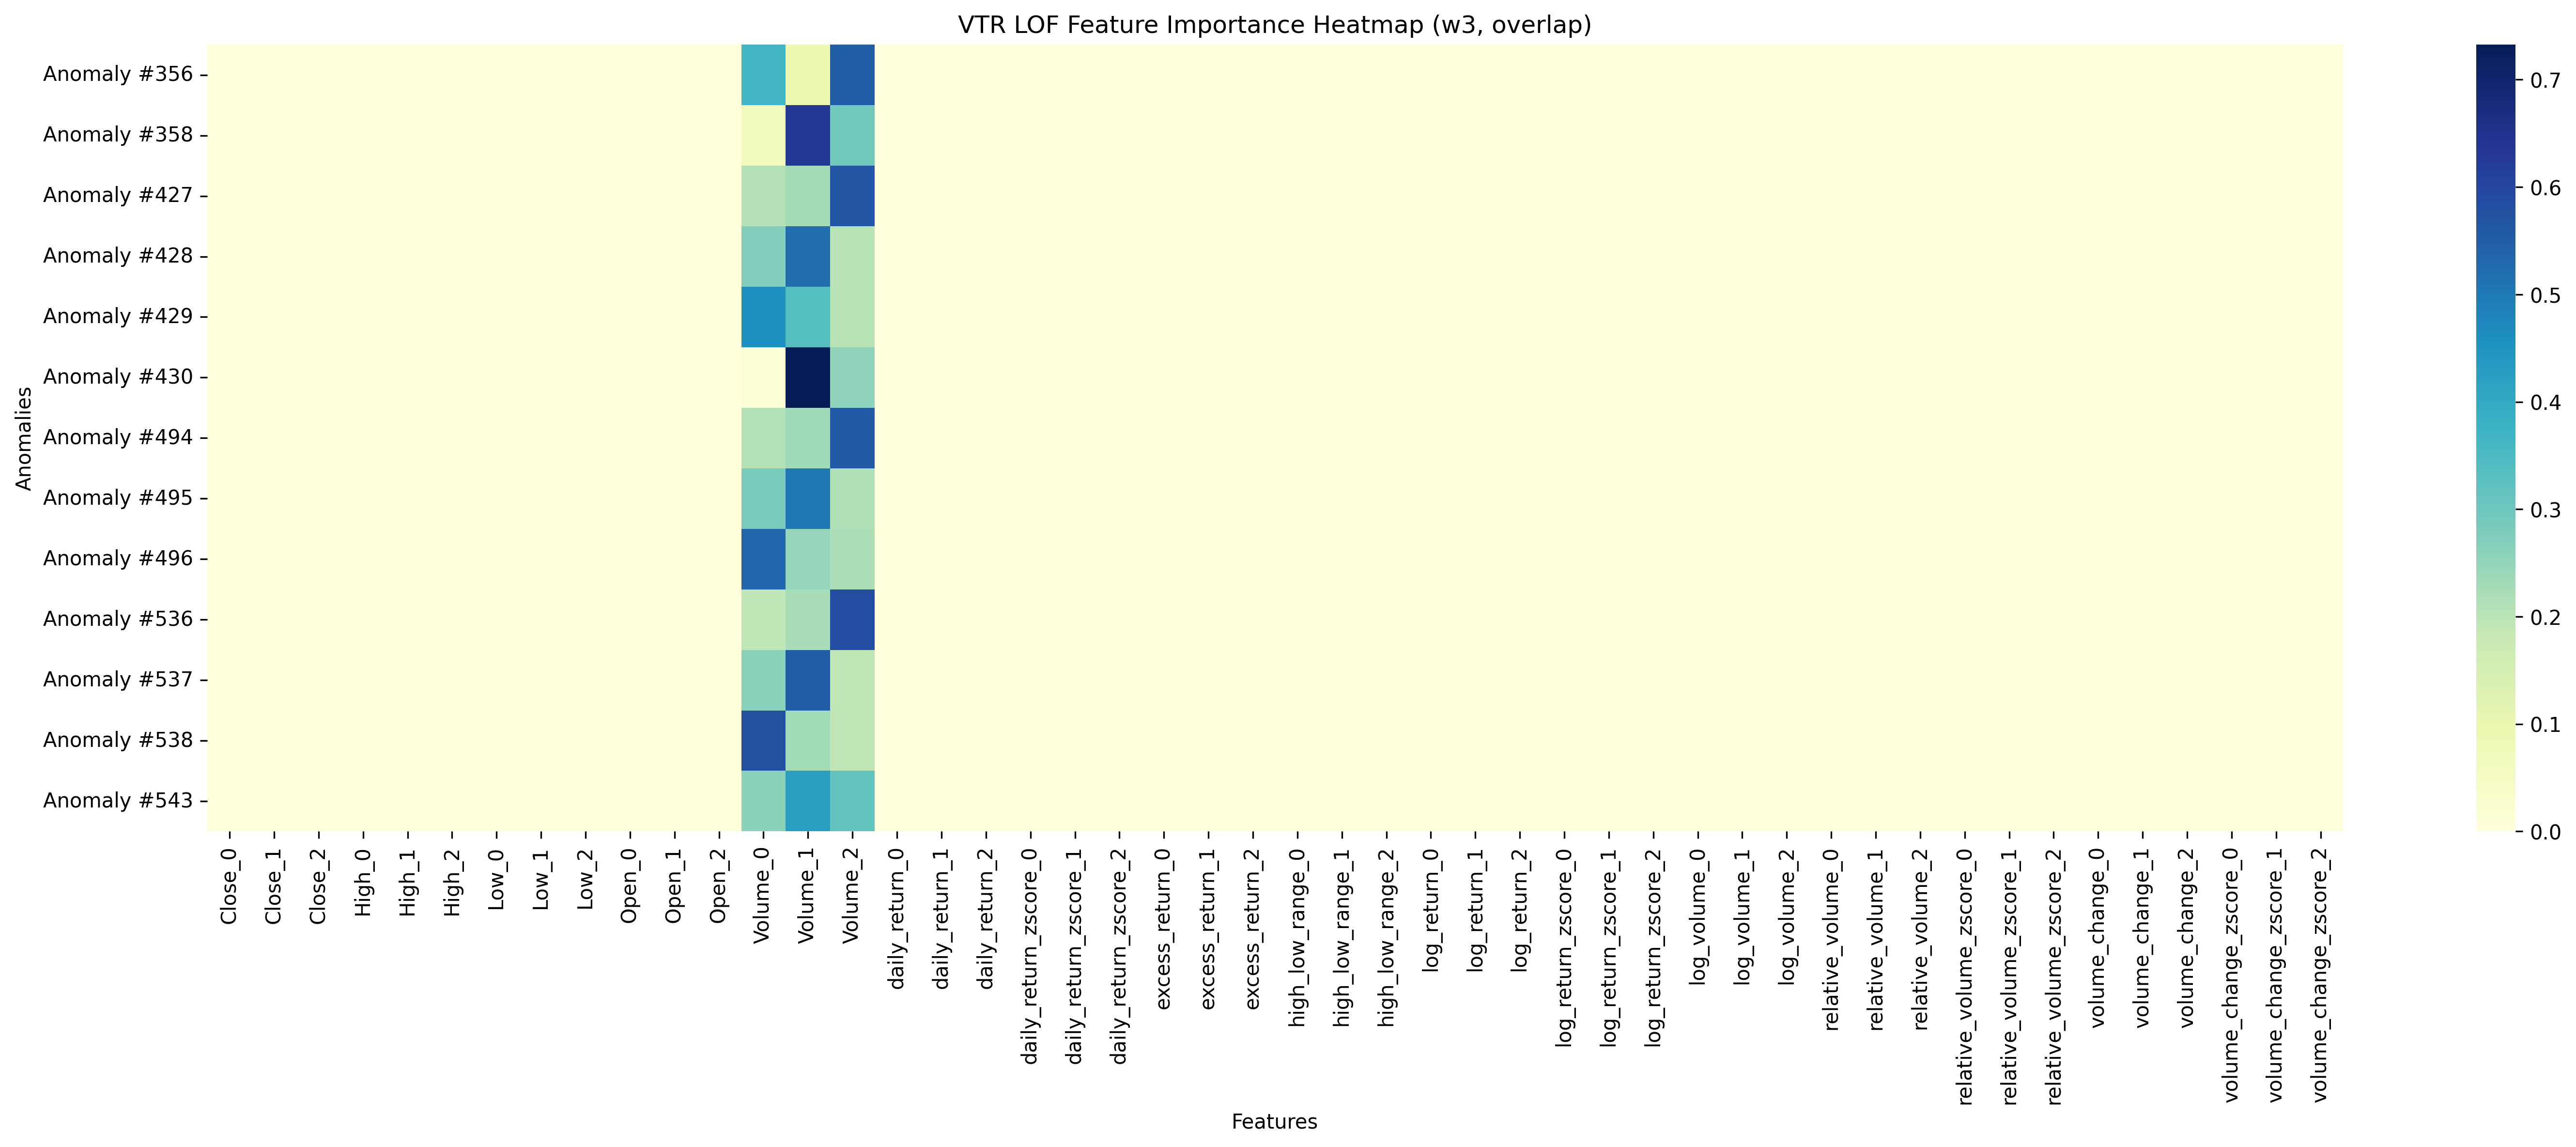 VTR LOF Feature Importance Heatmap (w3, overlap)
Anomalies
Anomaly #356
Anomaly #358
Anomaly #427
Anomaly #428
Anomaly #429
Anomaly #430
Anomaly #494
Anomaly #495
Anomaly #496
Anomaly #536
Anomaly #537
Anomaly #538
Anomaly #543
0.7
0.6
0.5
0.4
0.3
0.2
0.1
0.0
Close_0
Close_1
Close_2
High_0
High_1
High_2
Low_0
Low_1
Low_2
Open_0
Open_1
Open_2
Volume_0
Volume_1
Volume_2
daily_return_0
daily_return_1
daily_return_2
daily_return_zscore_0
daily_return_zscore_1
daily_return_zscore_2
excess_return_0
excess_return_1
excess_return_2
high_low_range_0
high_low_range_1
high_low_range_2
log_return_0
log_return_1
log_return_2
log_return_zscore_0
log_return_zscore_1
log_return_zscore_2
log_volume_0
log_volume_1
log_volume_2
relative_volume_0
relative_volume_1
relative_volume_2
relative_volume_zscore_0
relative_volume_zscore_1
relative_volume_zscore_2
volume_change_0
volume_change_1
volume_change_2
volume_change_zscore_0
volume_change_zscore_1
volume_change_zscore_2
Features